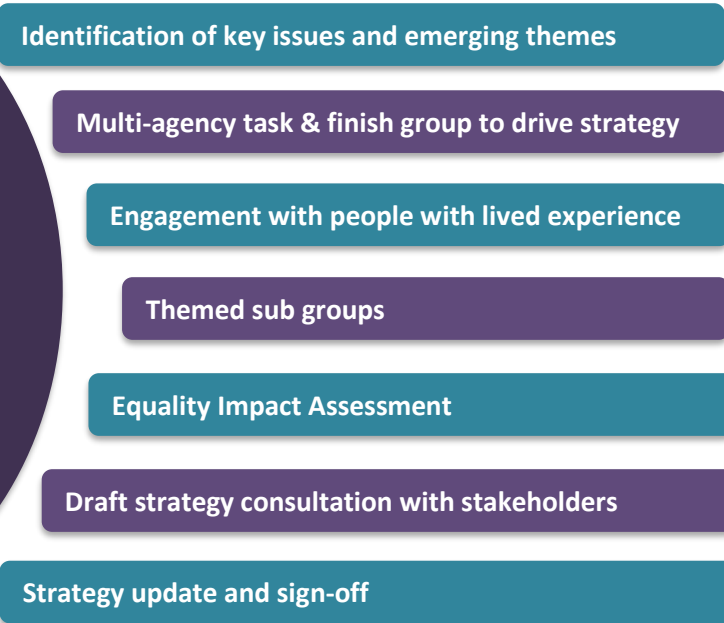 Identification of key issues and emerging themes
Multi-agency task & finish group to drive strategy
Engagement with people with lived experience
Themed sub groups
Equality Impact Assessment
Draft strategy consultation with stakeholders
Strategy update and sign-off